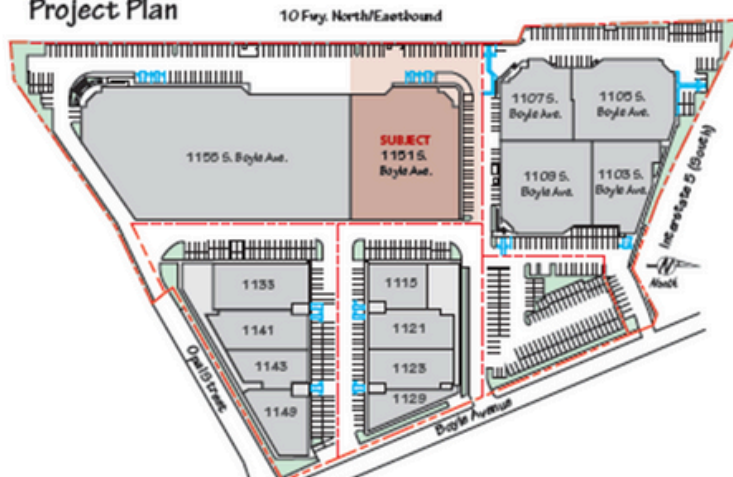 Project Plan
10 Fwy. North/Eastbound
1107 S.
Boyle Ave.
1105 S.
Boyle Ave.
1155 S. Boyle Ave.
SUBJECT
1151 S.
Boyle Ave.
1109 S.
Boyle Ave.
1103 S.
Boyle Ave.
Interstate 5 (South)
North
1133
1115
1141
1121
1143
1123
1149
1129
Opal Street
Boyle Avenue